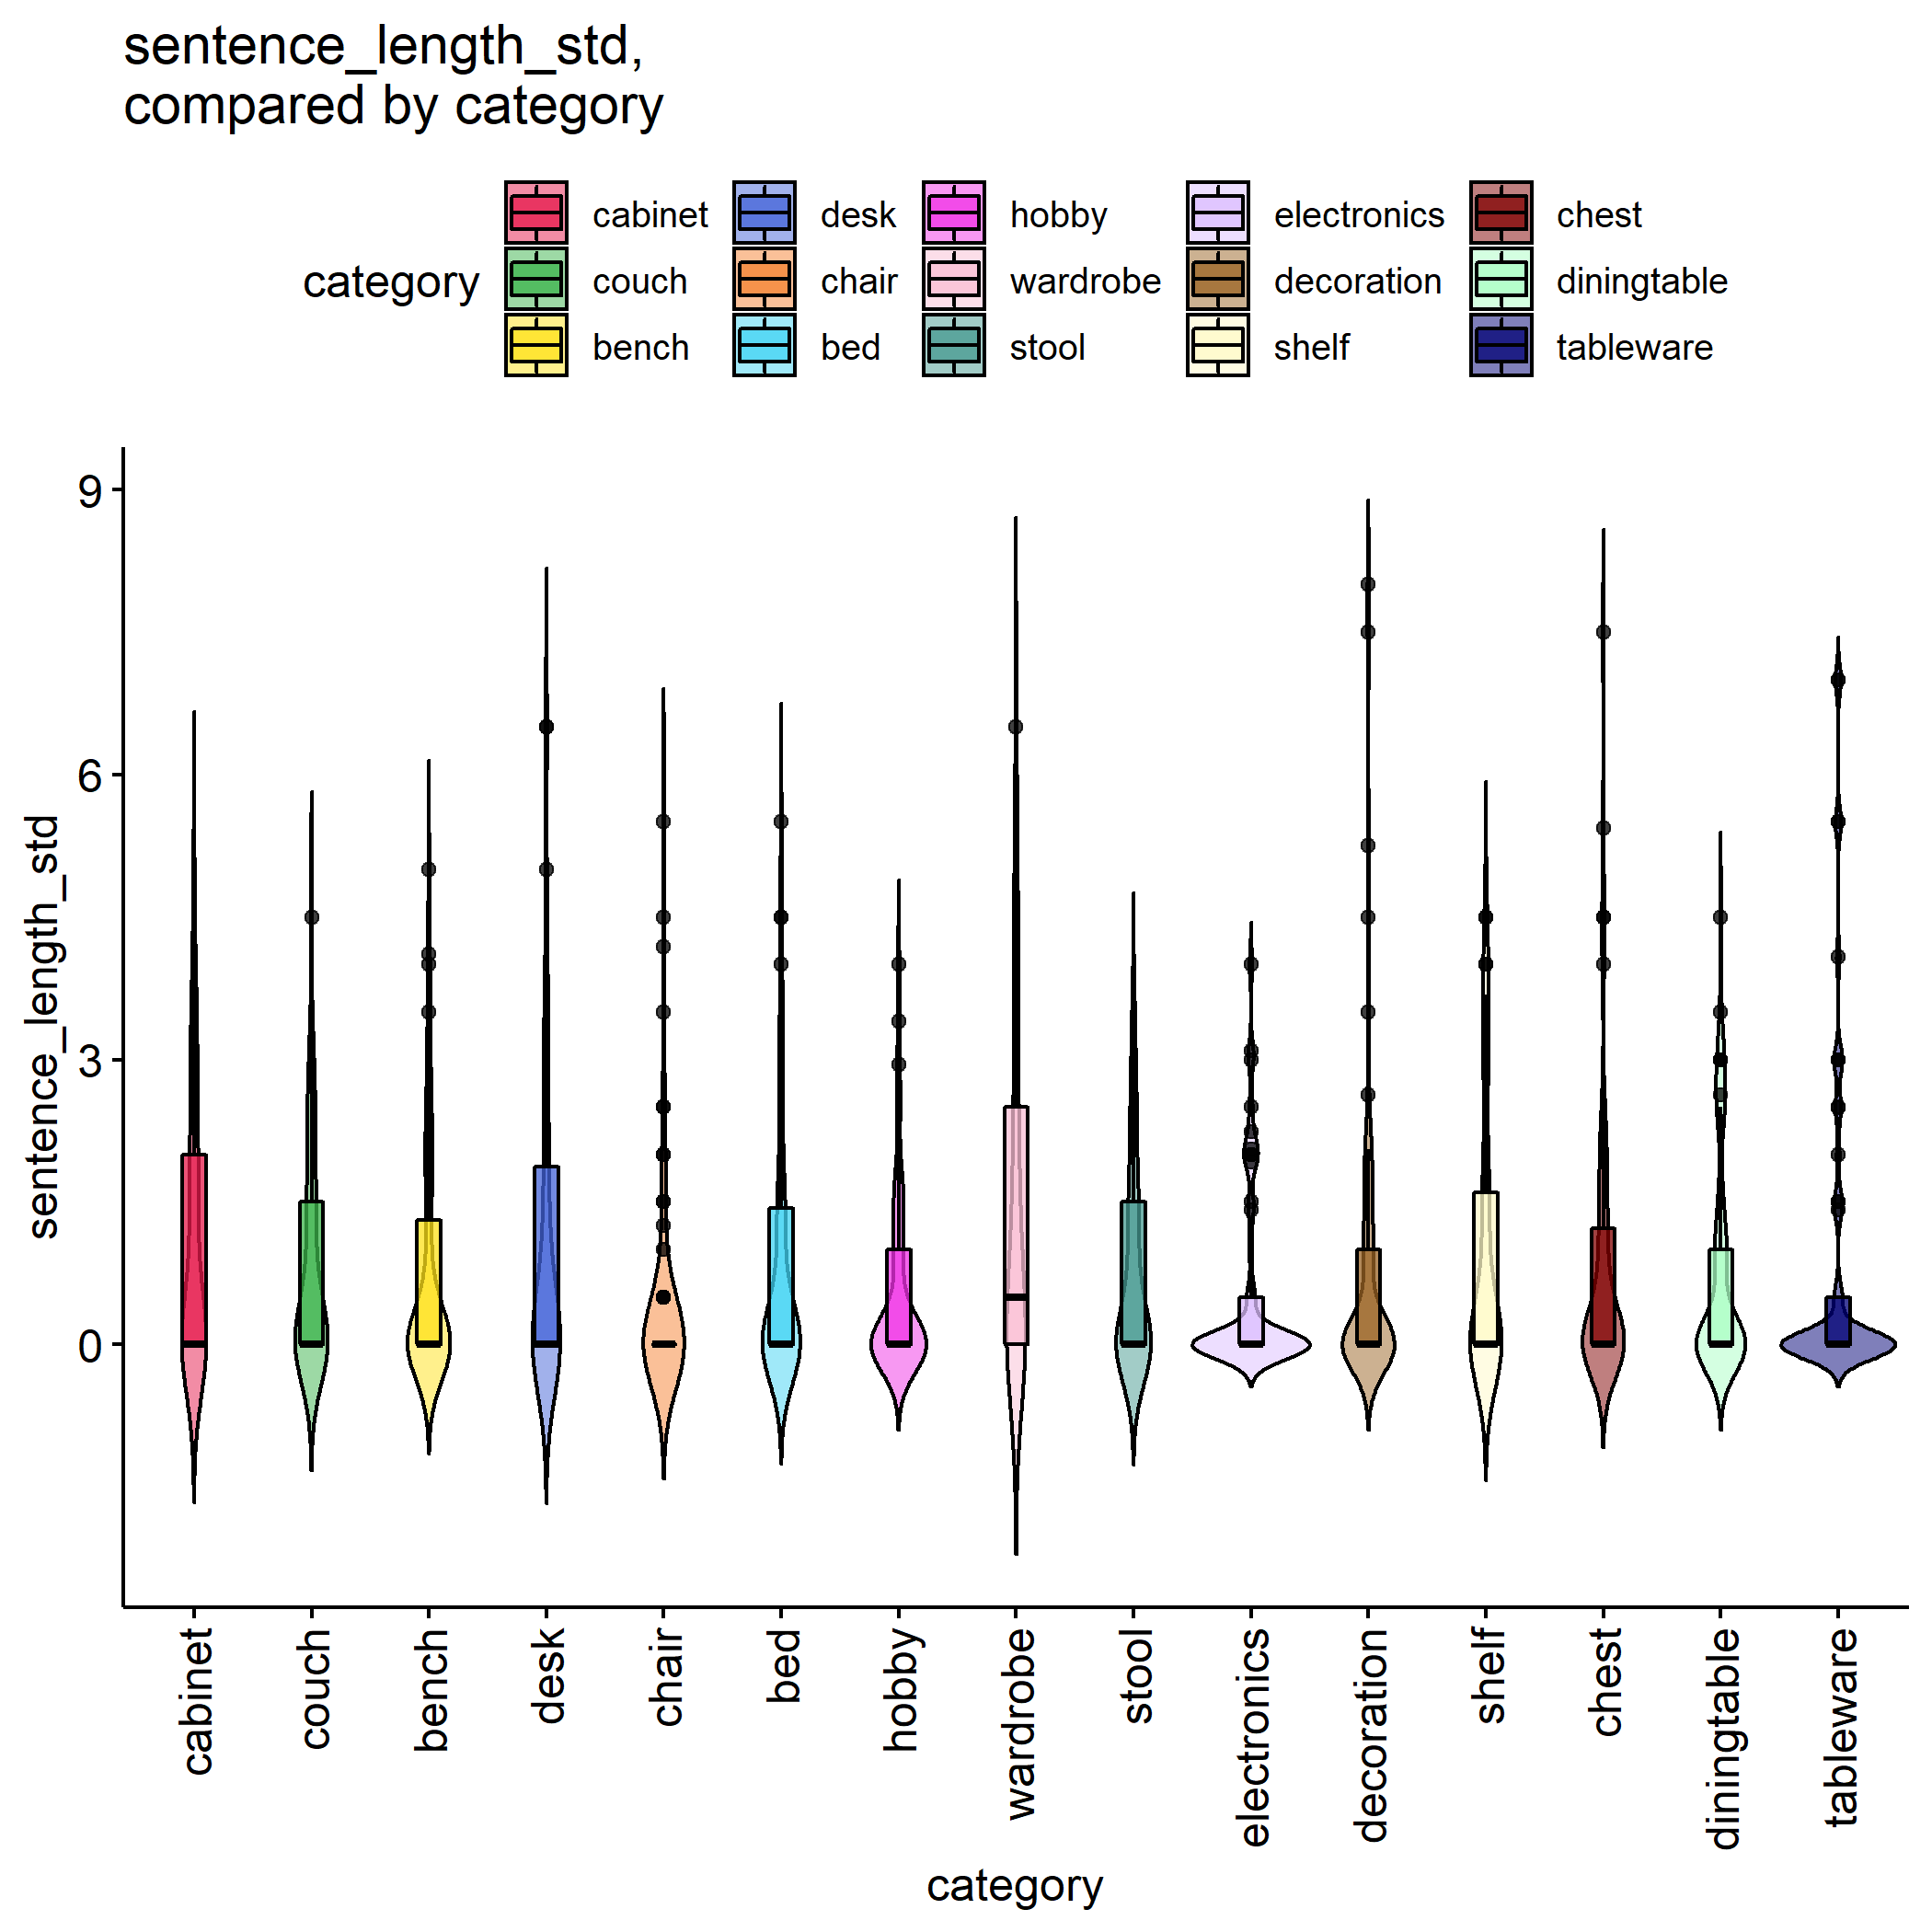 sentence_length_std,
compared by category
category
cabinet desk hobby electronics chest
couch chair wardrobe decoration diningtable
bench bed stool shelf tableware
sentence_length_std
9
6
3
0
cabinet
couch
bench
desk
chair
bed
hobby
wardrobe
stool
electronics
decoration
shelf
chest
diningtable
tableware
category